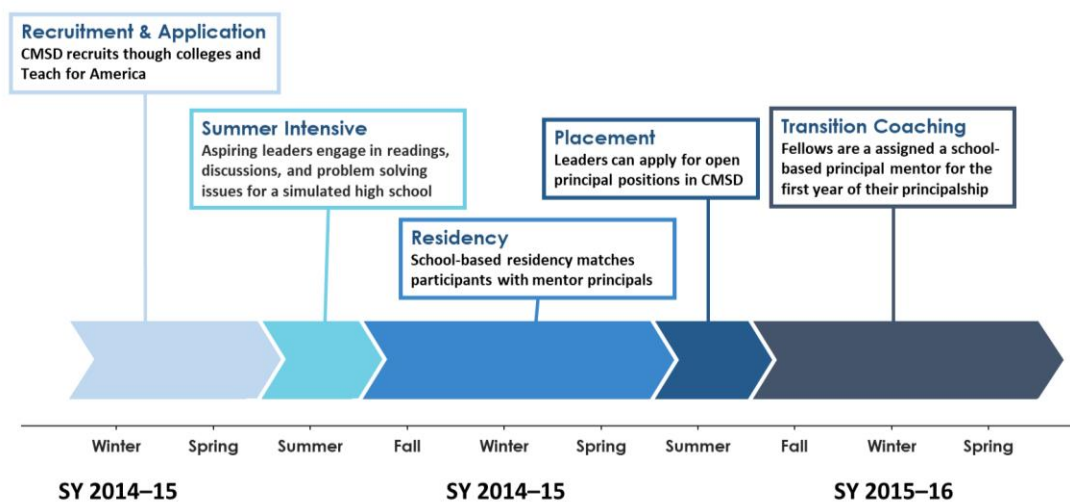 Recruitment & Application
CMSD recruits though colleges and
Teach for America
Summer Intensive
Aspiring leaders engage in readings,
discussions, and problem solving
issues for a simulated high school
Residency
School-based residency matches
participants with mentor principals
Placement
Leaders can apply for open
principal positions in CMSD
Transition Coaching
Fellows are a assigned a school-
based principal mentor for the
first year of their principalship
Winter Spring Summer Fall Winter Spring Summer Fall Winter Spring
SY 2014–15 SY 2014–15 SY 2015–16